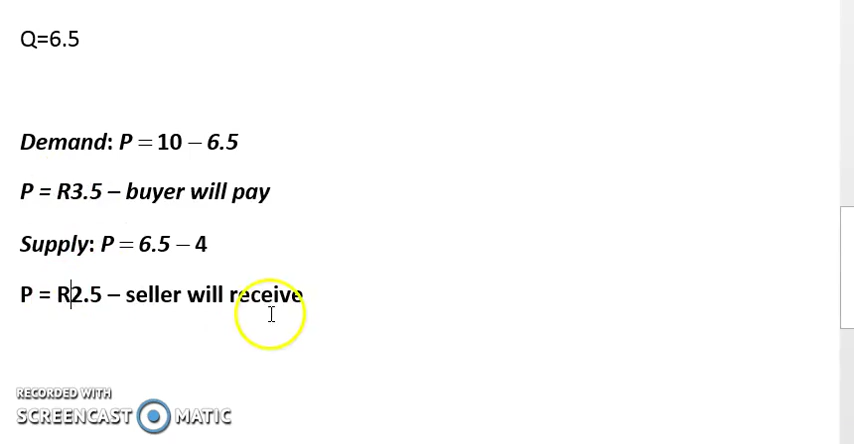 Q=6.5
Demand: P = 10 – 6.5
P = R3.5 – buyer will pay
Supply: P = 6.5 – 4
P = R2.5 – seller will receive
RECORDED WITH
SCREENCAST MATIC